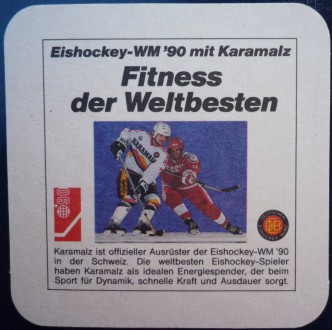 Eishockey-WM '90 mit Karamalz
Fitness
der Weltbesten
KARAMALZ
90
Karamalz ist offizieller Ausrüster der Eishockey-WM '90
in der Schweiz. Die weltbesten Eishockey-Spieler
haben Karamalz als idealen Energiespender, der beim
Sport für Dynamik, schnelle Kraft und Ausdauer sorgt.